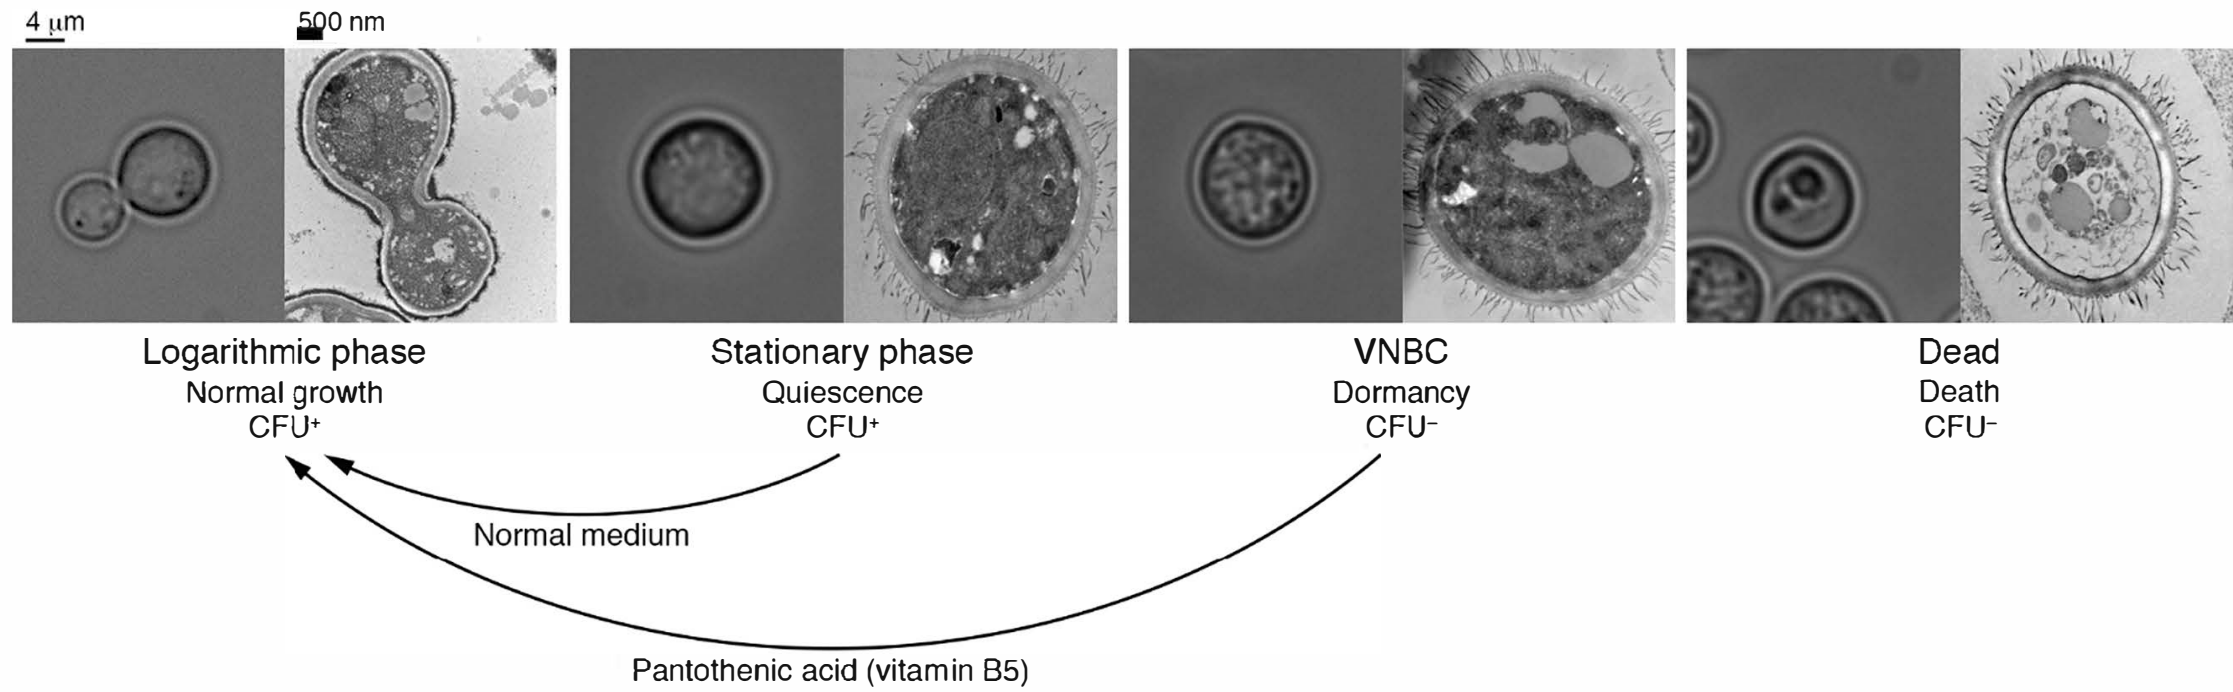 4 μm
500 nm
Logarithmic phase
Normal growth
CFU⁺
Stationary phase
Quiescence
CFU⁺
VNBC
Dormancy
CFU⁻
Dead
Death
CFU⁻
Normal medium
Pantothenic acid (vitamin B5)